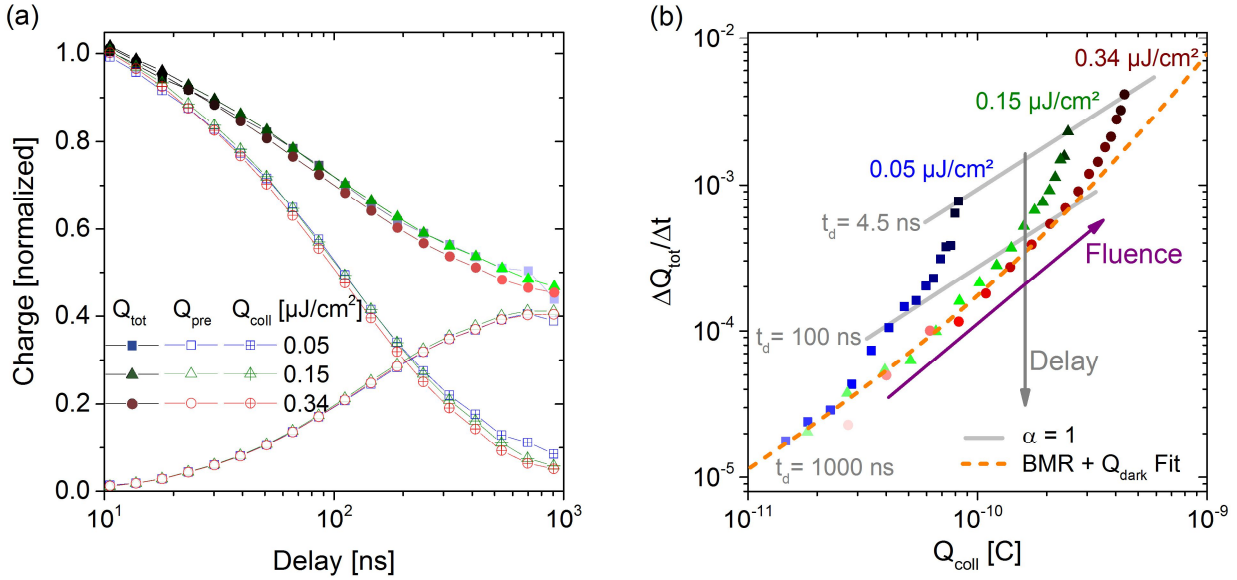 (a)
1.0
0.8
0.6
0.4
0.2
0.0
Charge [normalized]
Q_tot Q_pre Q_coll [µJ/cm²]
0.05
0.15
0.34
10¹ 10² 10³
Delay [ns]
(b)
10⁻²
10⁻³
10⁻⁴
10⁻⁵
ΔQ_tot/Δt
0.34 µJ/cm²
0.15 µJ/cm²
0.05 µJ/cm²
t_d= 4.5 ns
Fluence
t_d= 100 ns
Delay
α = 1
BMR + Q_dark Fit
t_d= 1000 ns
10⁻¹¹ 10⁻¹⁰ 10⁻⁹
Q_coll [C]